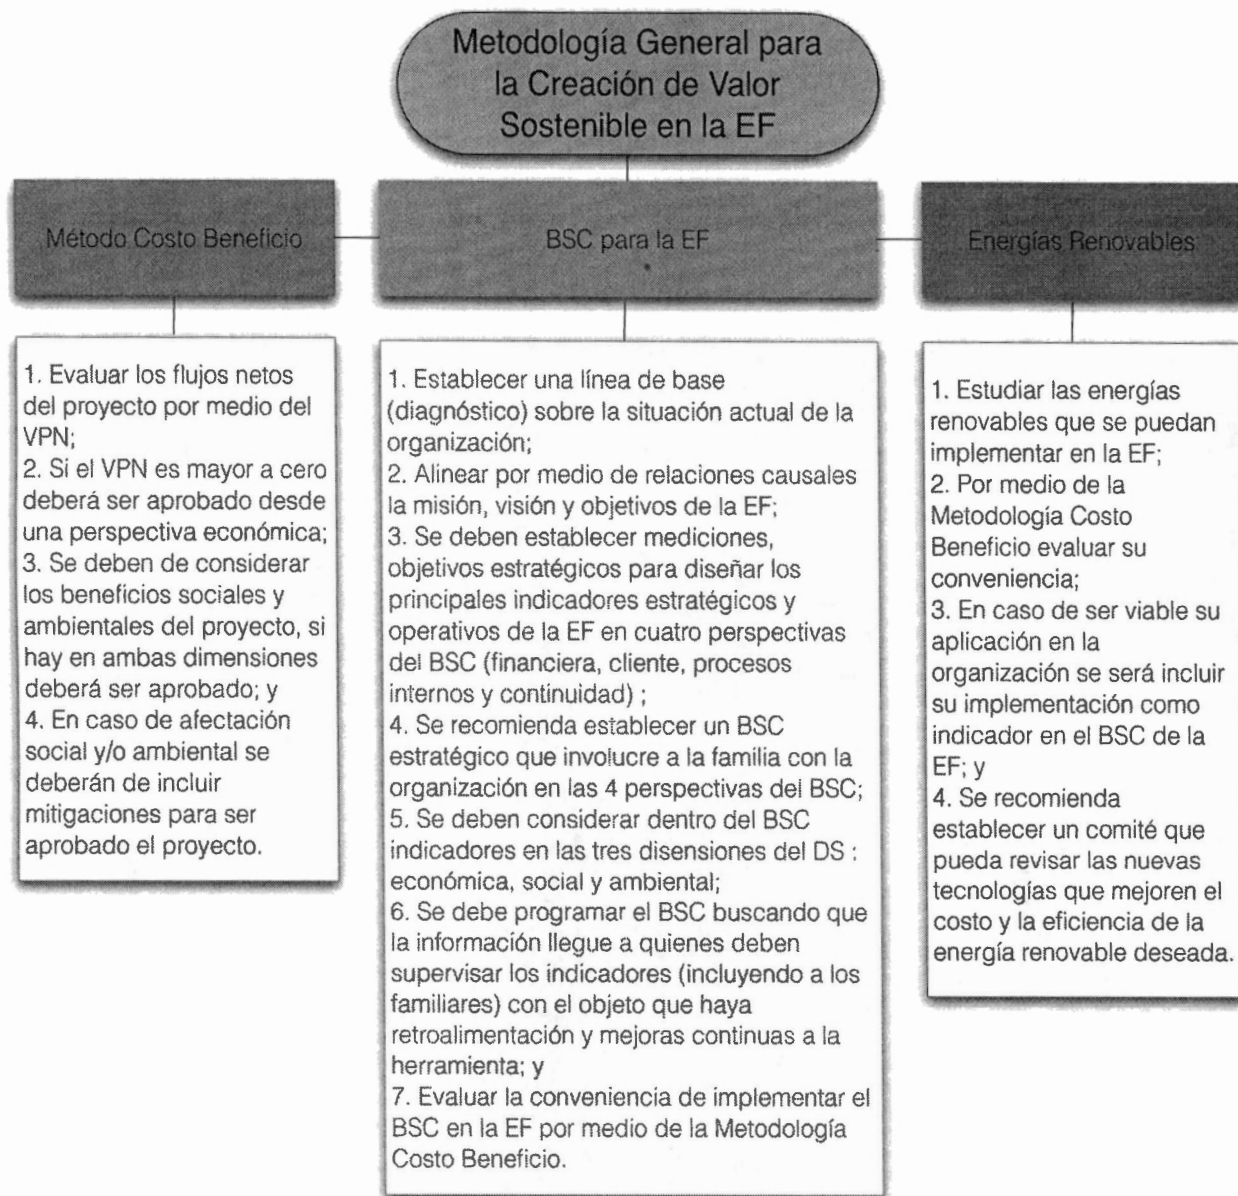 Metodología General para
la Creación de Valor
Sostenible en la EF
Método Costo Beneficio
BSC para la EF
Energías Renovables
1. Evaluar los flujos netos
del proyecto por medio del
VPN;
2. Si el VPN es mayor a cero
deberá ser aprobado desde
una perspectiva económica;
3. Se deben de considerar
los beneficios sociales y
ambientales del proyecto, si
hay en ambas dimensiones
deberá ser aprobado; y
4. En caso de afectación
social y/o ambiental se
deberán de incluir
mitigaciones para ser
aprobado el proyecto.
1. Establecer una línea de base
(diagnóstico) sobre la situación actual de la
organización;
2. Alinear por medio de relaciones causales
la misión, visión y objetivos de la EF;
3. Se deben establecer mediciones,
objetivos estratégicos para diseñar los
principales indicadores estratégicos y
operativos de la EF en cuatro perspectivas
del BSC (financiera, cliente, procesos
internos y continuidad) ;
4. Se recomienda establecer un BSC
estratégico que involucre a la familia con la
organización en las 4 perspectivas del BSC;
5. Se deben considerar dentro del BSC
indicadores en las tres disensiones del DS :
económica, social y ambiental;
6. Se debe programar el BSC buscando que
la información llegue a quienes deben
supervisar los indicadores (incluyendo a los
familiares) con el objeto que haya
retroalimentación y mejoras continuas a la
herramienta; y
7. Evaluar la conveniencia de implementar el
BSC en la EF por medio de la Metodología
Costo Beneficio.
1. Estudiar las energías
renovables que se puedan
implementar en la EF;
2. Por medio de la
Metodología Costo
Beneficio evaluar su
conveniencia;
3. En caso de ser viable su
aplicación en la
organización se será incluir
su implementación como
indicador en el BSC de la
EF; y
4. Se recomienda
establecer un comité que
pueda revisar las nuevas
tecnologías que mejoren el
costo y la eficiencia de la
energía renovable deseada.